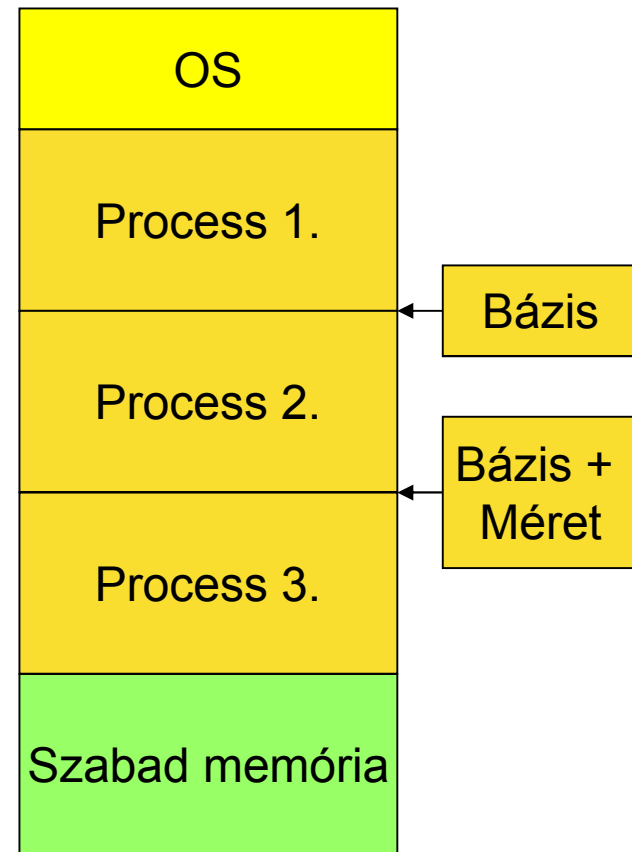 OS
Process 1.
Bázis
Process 2.
Bázis +
Méret
Process 3.
Szabad memória